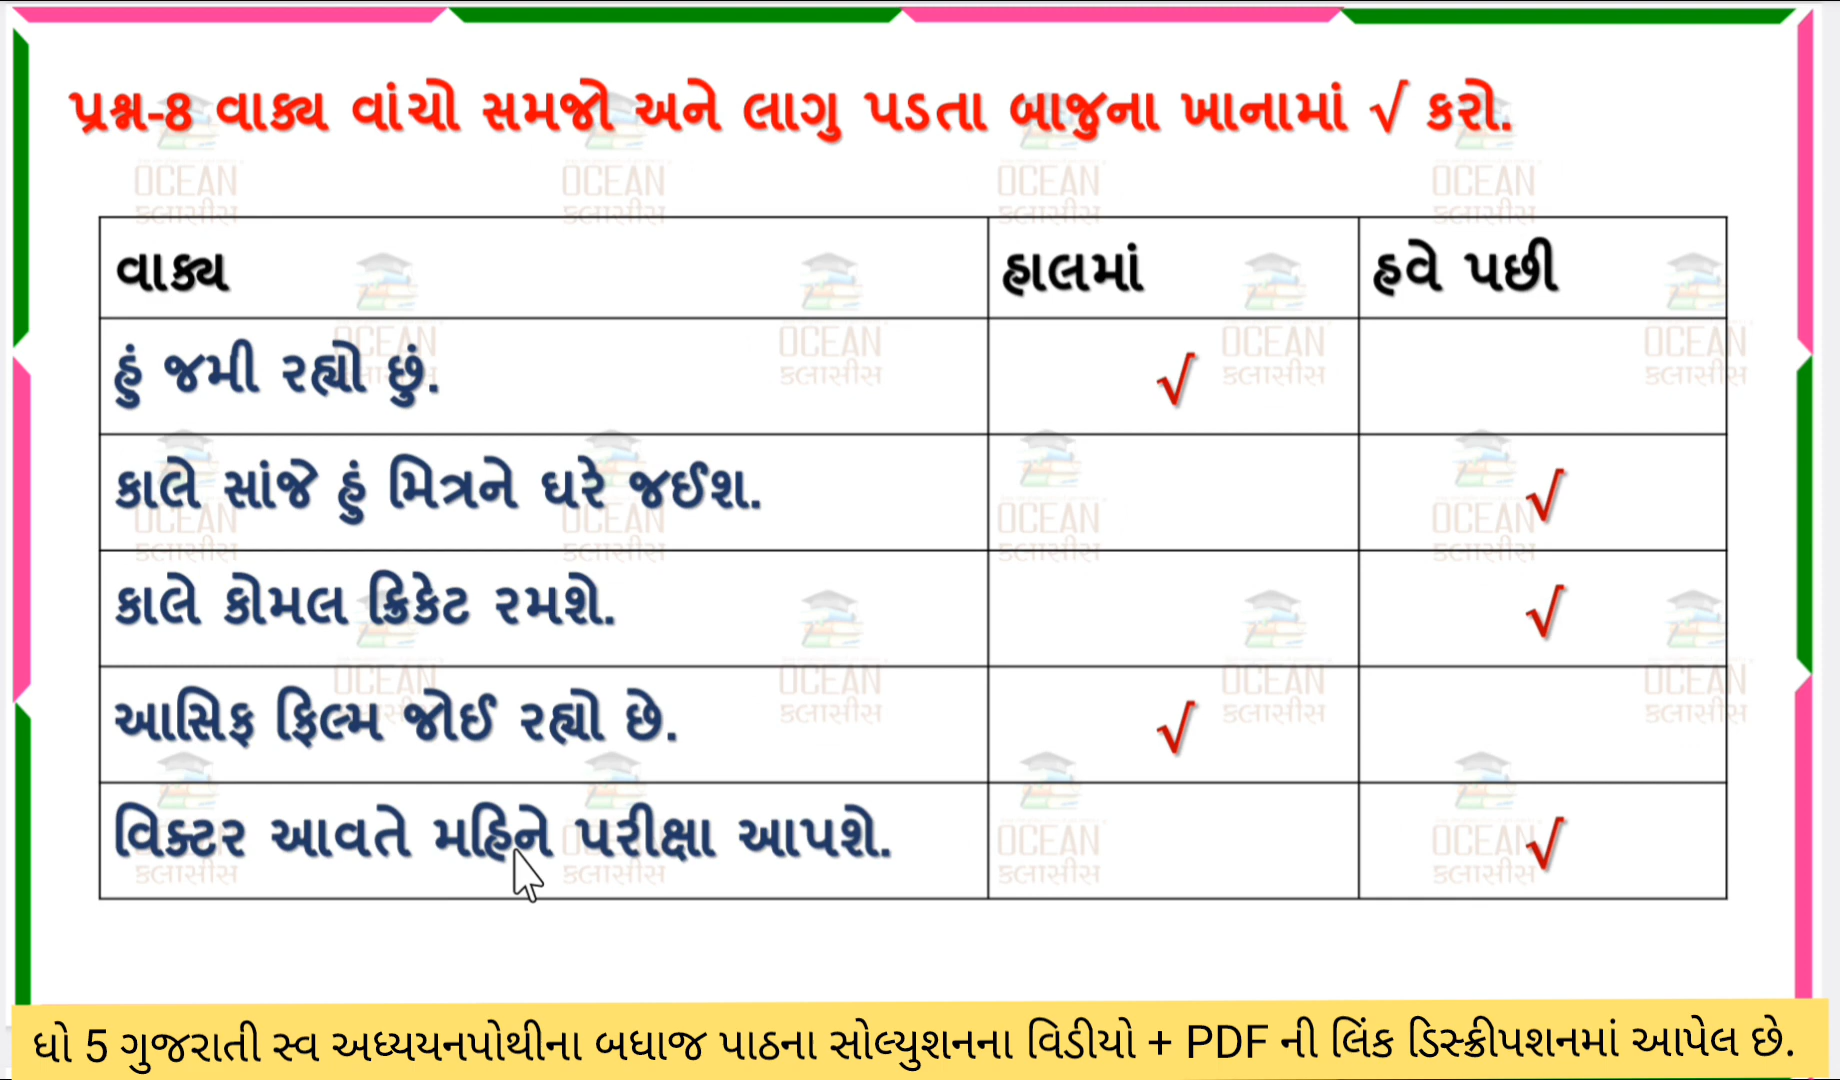 પ્રશ્ન-8 વાક્ય વાંચો સમજો અને લાગુ પડતા બાજુના ખાનામાં √ કરો.
વાક્ય હાલમાં હવે પછી
હું જમી રહ્યો છું. √
કાલે સાંજે હું મિત્રને ઘરે જઈશ. √
કાલે કોમલ ક્રિકેટ રમશે. √
આસિફ ફિલ્મ જોઈ રહ્યો છે. √
વિક્ટર આવતે મહિને પરીક્ષા આપશે. √
ધો 5 ગુજરાતી સ્વ અધ્યયનપોથીના બધાજ પાઠના સોલ્યુશનના વિડીયો + PDF ની લિંક ડિસ્ક્રીપશનમાં આપેલ છે.
OCEAN
ક્લાસીસ